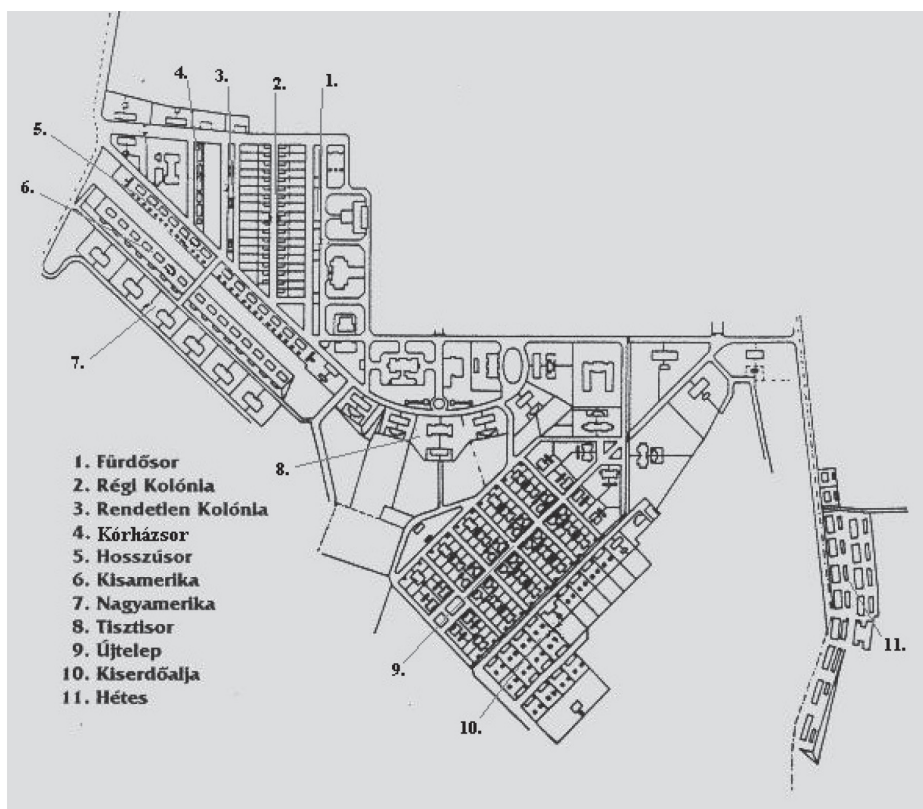 4.
3.
2.
1.
5.
6.
7.
8.
9.
10.
11.
1. Fürdősor
2. Régi Kolónia
3. Rendetlen Kolónia
4. Kórházsor
5. Hosszúsor
6. Kisamerika
7. Nagyamerika
8. Tisztisor
9. Újtelep
10. Kiserdőalja
11. Hétes